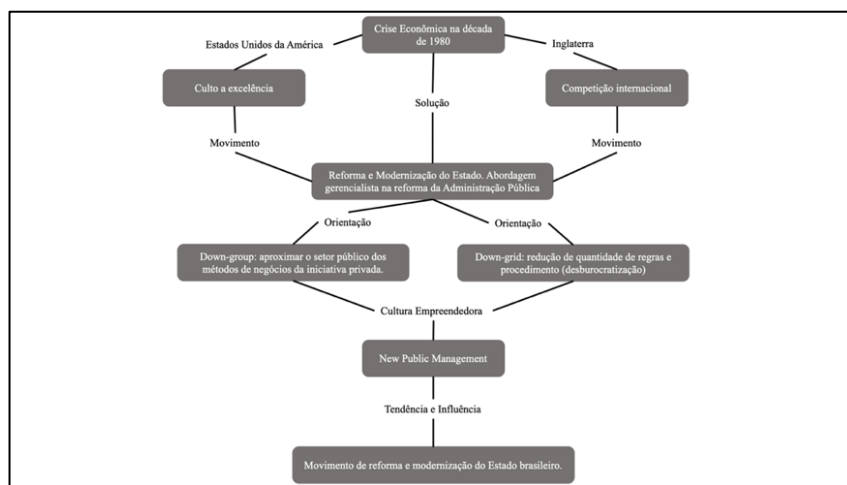 Crise Econômica na década
de 1980
Estados Unidos da América
Inglaterra
Culto a excelência
Competição internacional
Solução
Movimento
Movimento
Reforma e Modernização do Estado. Abordagem
gerencialista na reforma da Administração Pública
Orientação
Orientação
Down-group: aproximar o setor público dos
métodos de negócios da iniciativa privada.
Down-grid: redução de quantidade de regras e
procedimento (desburocratização)
Cultura Empreendedora
New Public Management
Tendência e Influência
Movimento de reforma e modernização do Estado brasileiro.